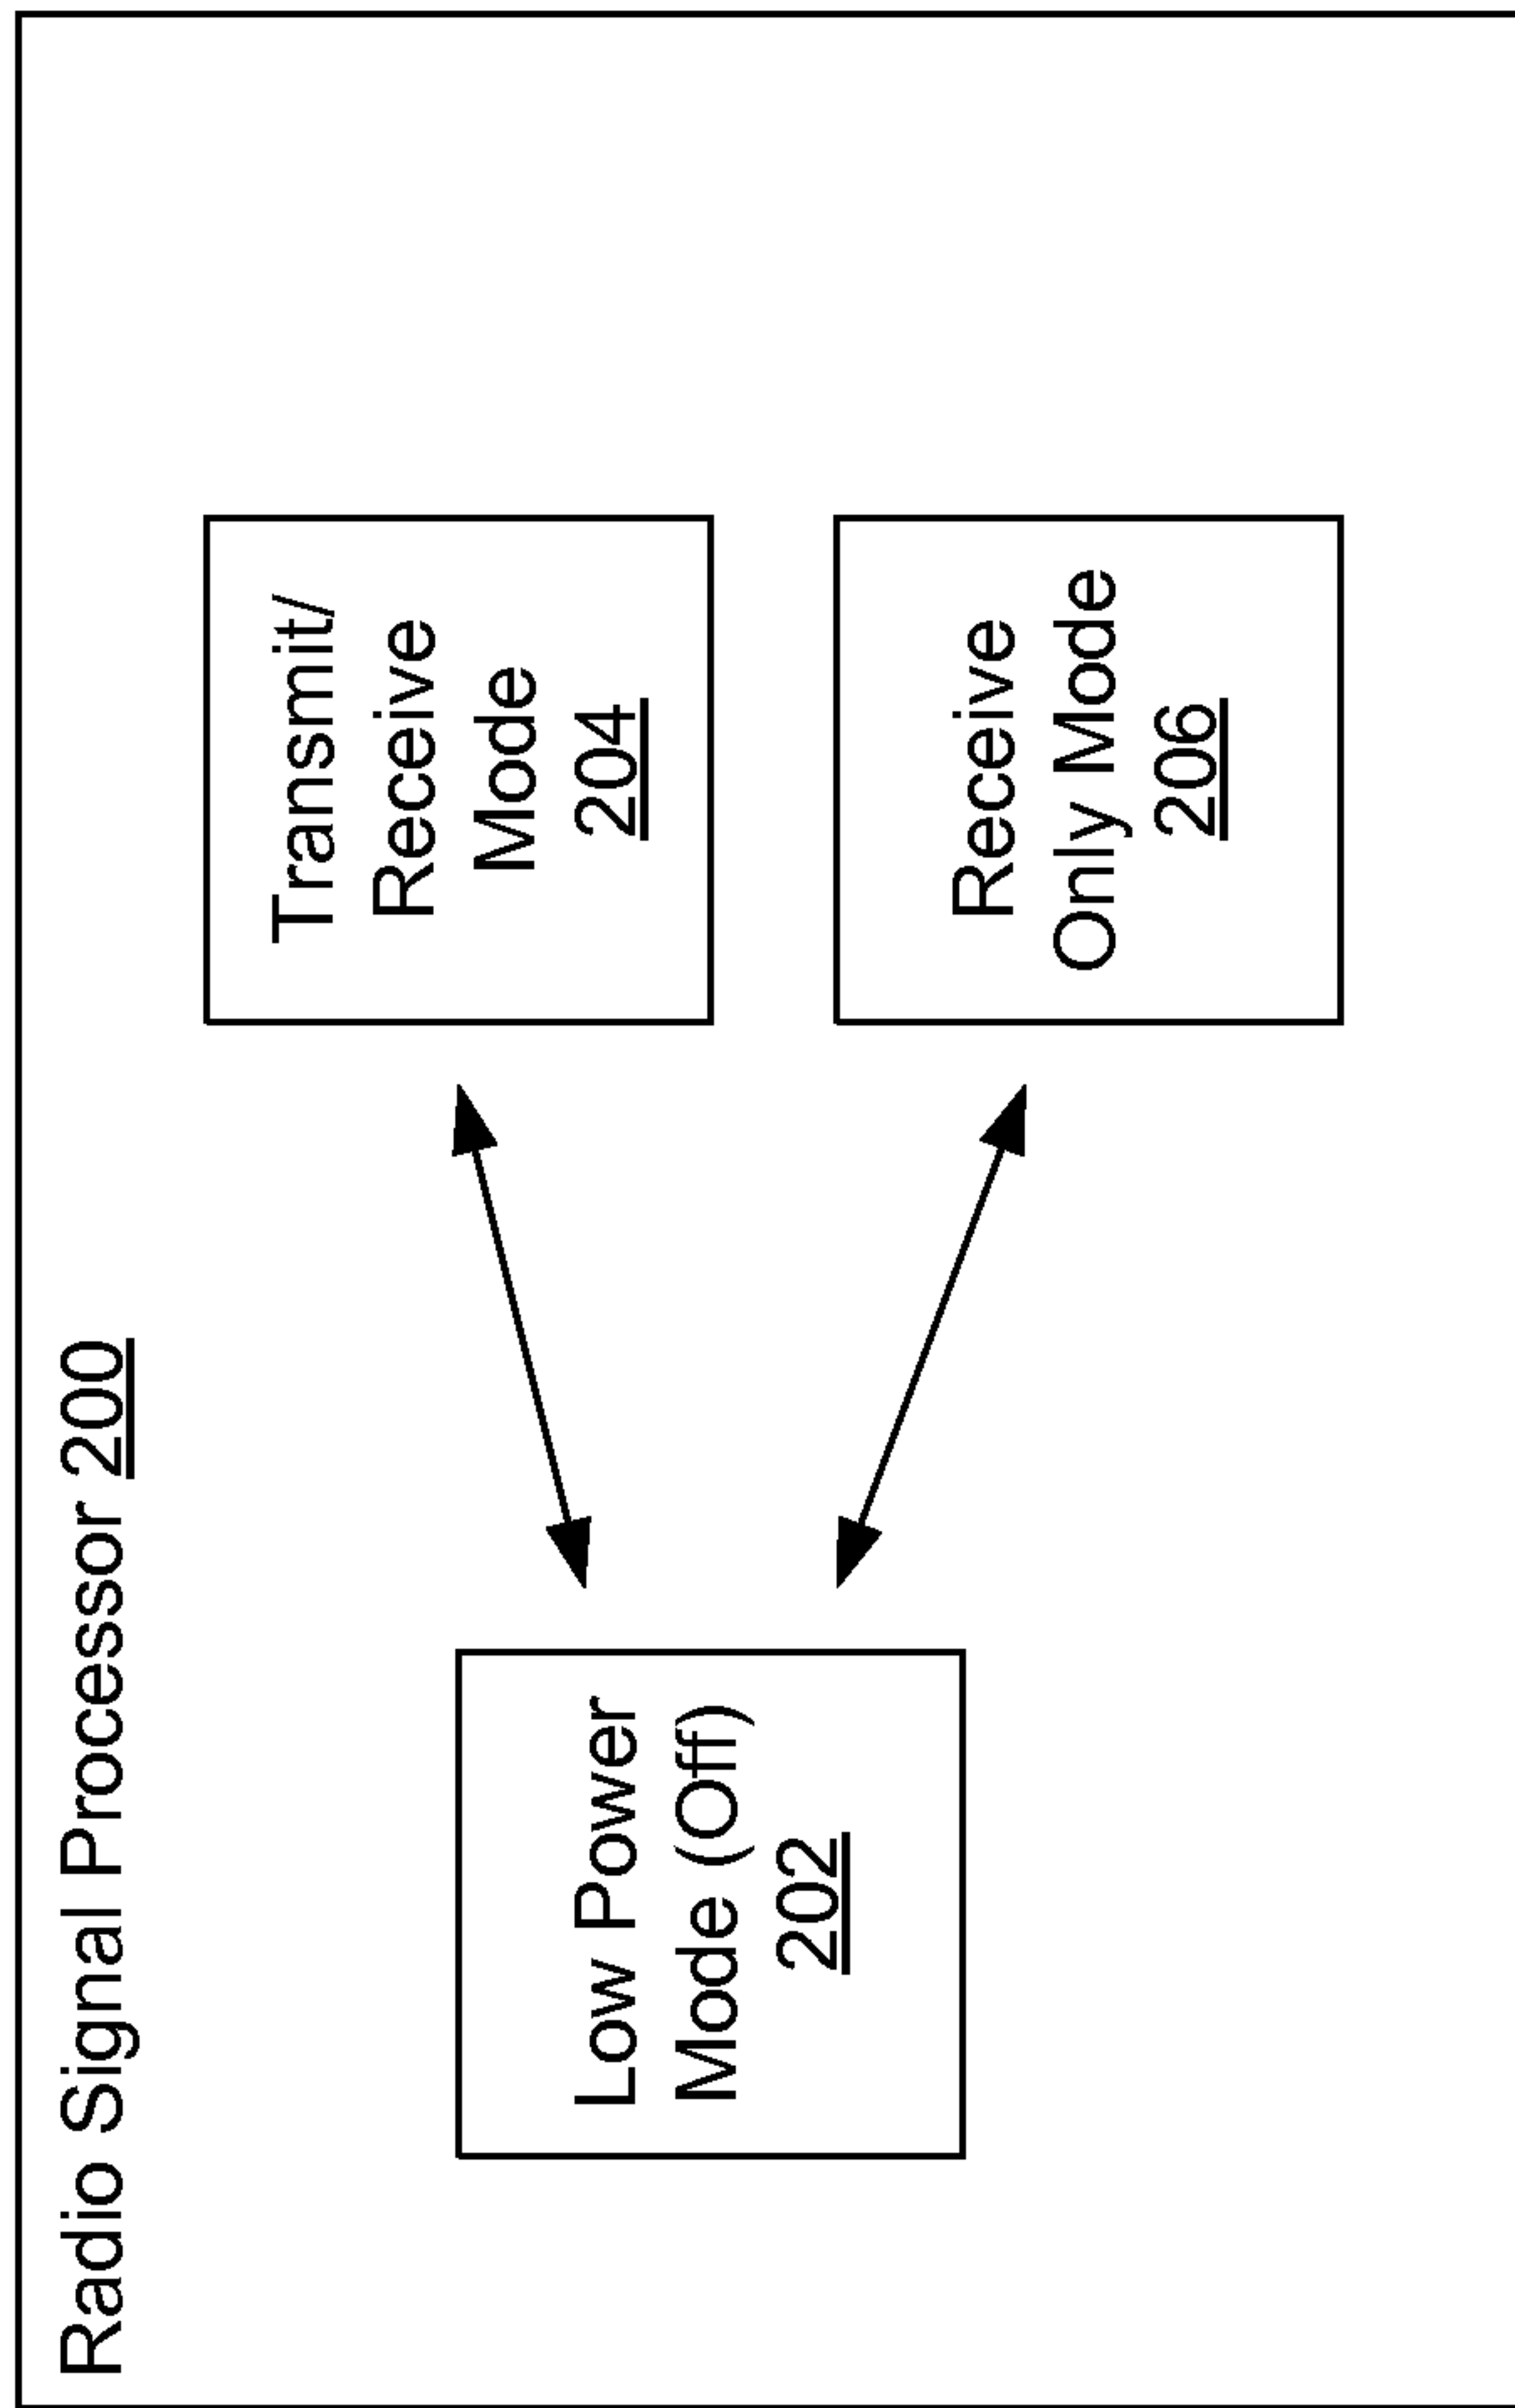 Radio Signal Processor 200
Low Power
Mode (Off)
202
Transmit/
Receive
Mode
204
Receive
Only Mode
206